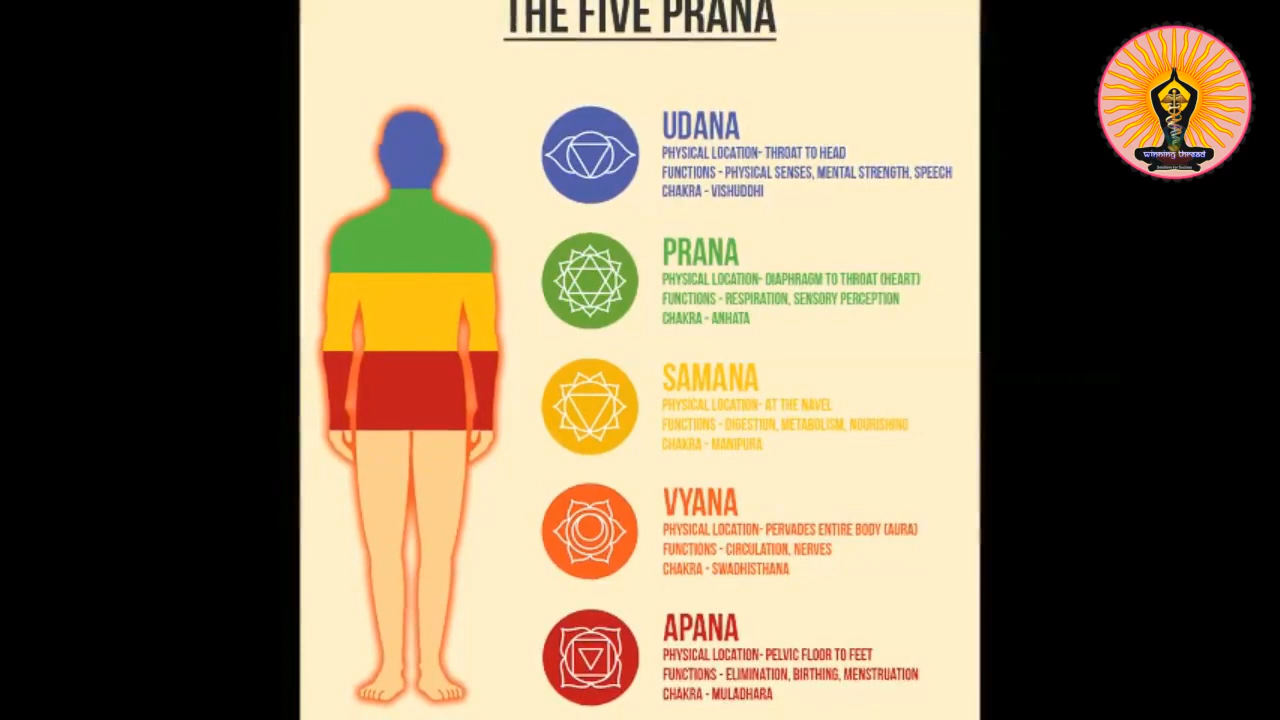 THE FIVE PRANA
UDANA
PHYSICAL LOCATION- THROAT TO HEAD
FUNCTIONS - PHYSICAL SENSES, MENTAL STRENGTH, SPEECH
CHAKRA - VISHUDDHI
PRANA
PHYSICAL LOCATION- DIAPHRAGM TO THROAT (HEART)
FUNCTIONS - RESPIRATION, SENSORY PERCEPTION
CHAKRA - ANHATA
SAMANA
PHYSICAL LOCATION- AT THE NAVEL
FUNCTIONS - DIGESTION, METABOLISM, NOURISHING
CHAKRA - MANIPURA
VYANA
PHYSICAL LOCATION- PERVADES ENTIRE BODY (AURA)
FUNCTIONS - CIRCULATION, NERVES
CHAKRA - SWADHISTHANA
APANA
PHYSICAL LOCATION- PELVIC FLOOR TO FEET
FUNCTIONS - ELIMINATION, BIRTHING, MENSTRUATION
CHAKRA - MULADHARA
winning thread